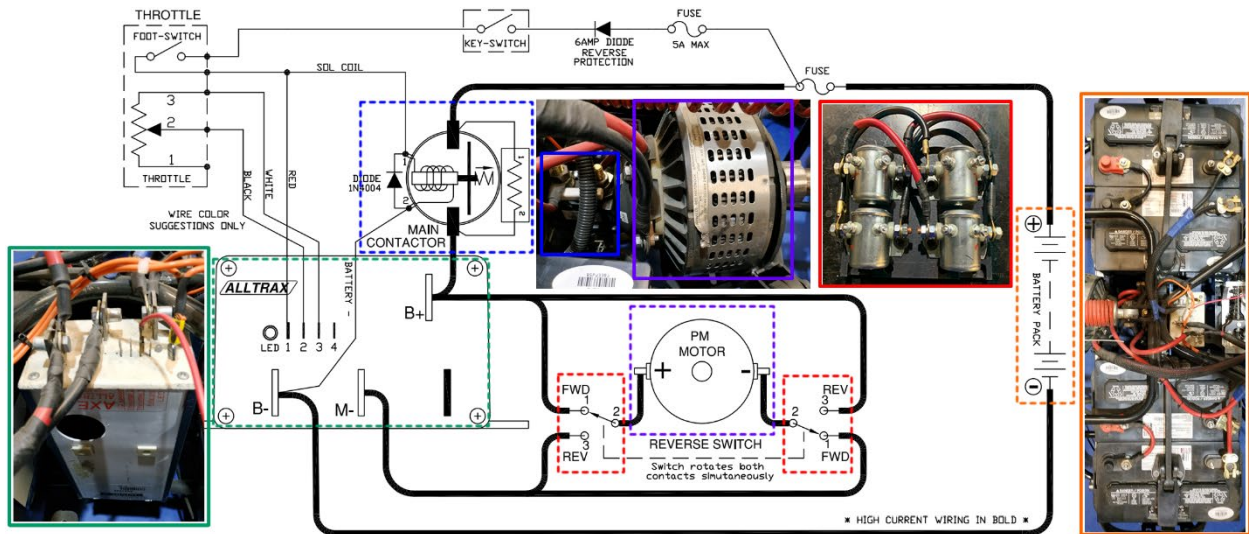 THROTTLE
FOOT-SWITCH
KEY-SWITCH
6AMP DIODE
REVERSE
PROTECTION
FUSE
5A MAX
SOL COIL
FUSE
3
2
1
THROTTLE
BLACK
WHITE
RED
WIRE COLOR
SUGGESTIONS ONLY
DIODE
1N4004
1
2
1
2
MAIN
CONTACTOR
BATTERY -
ALLTRAX
LED 1 2 3 4
B+
B-
M-
AXE
PM
MOTOR
+ -
FWD
1
2
3
REV
REV
3
2
1
FWD
REVERSE SWITCH
Switch rotates both
contacts simutaneously
+
BATTERY PACK
-
* HIGH CURRENT WIRING IN BOLD *